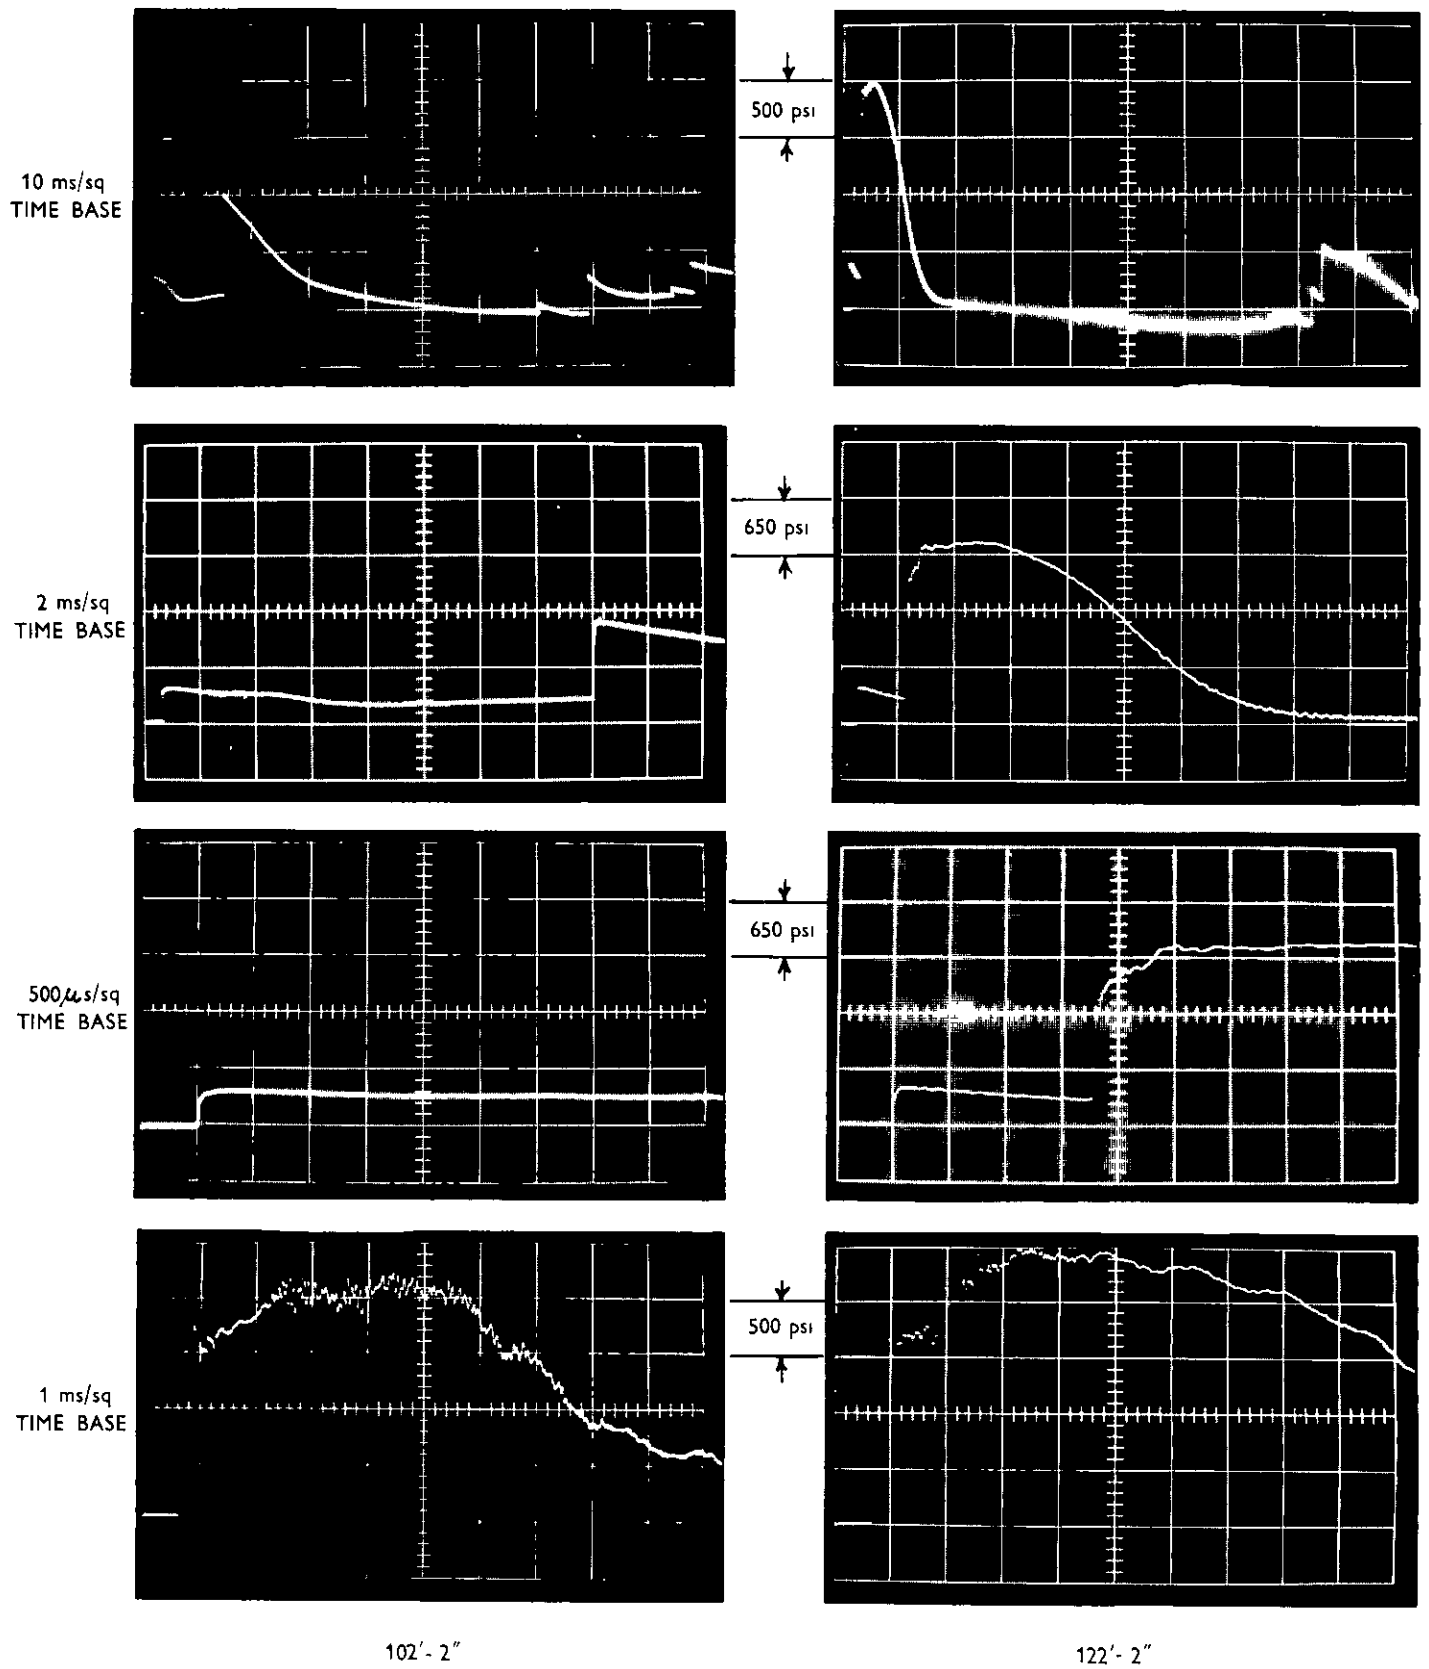 500 psi
10 ms/sq
TIME BASE
650 psi
2 ms/sq
TIME BASE
650 psi
500μs/sq
TIME BASE
500 psi
1 ms/sq
TIME BASE
102'- 2"
122'- 2"